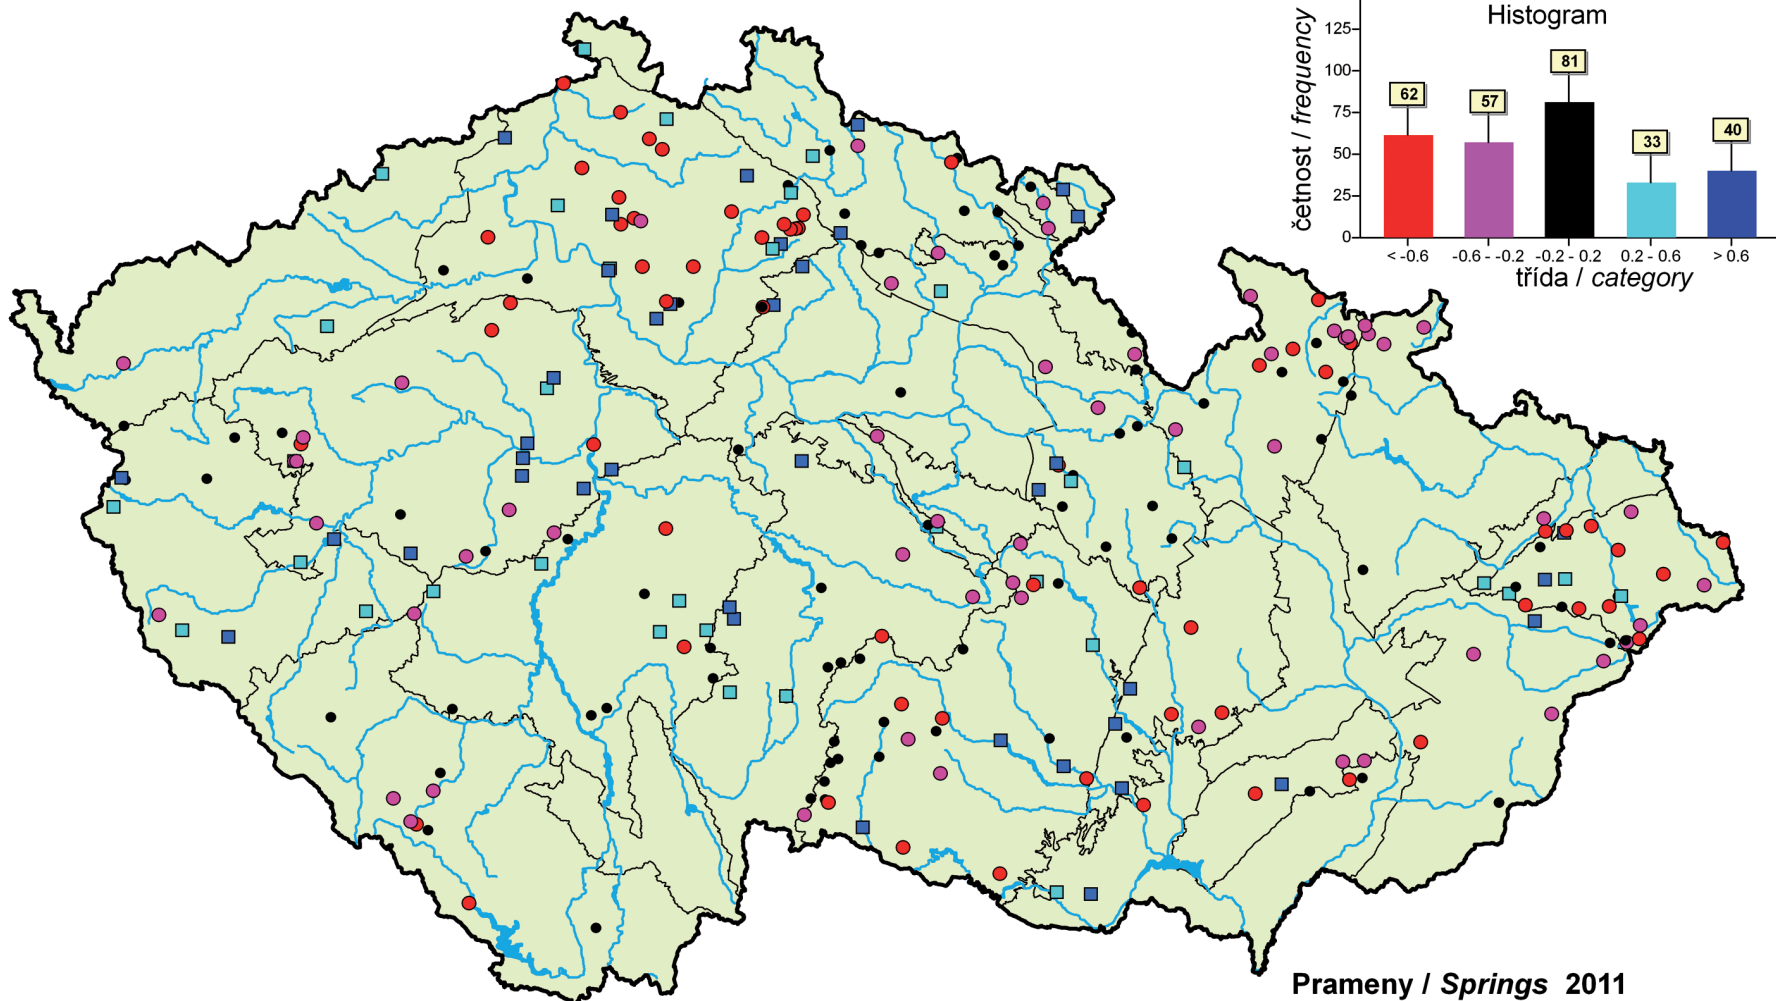 Histogram
četnost / frequency
125
100
75
50
25
0
62
57
81
33
40
< -0.6
-0.6 - -0.2
-0.2 - 0.2
0.2 - 0.6
> 0.6
třída / category
Prameny / Springs 2011